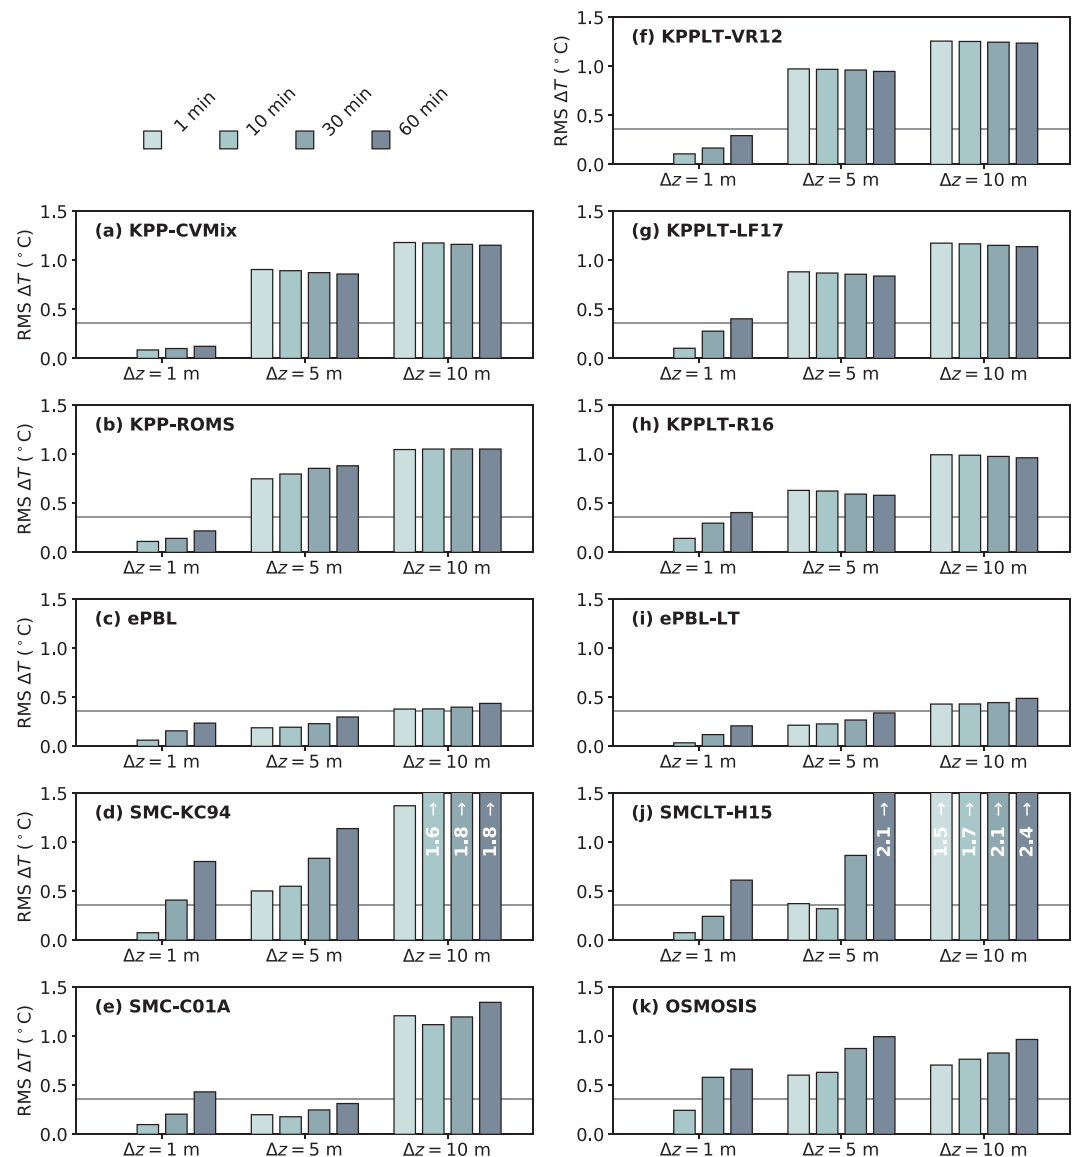 1 min
10 min
30 min
60 min
(f) KPPLT-VR12
RMS ΔT (°C)
1.5
1.0
0.5
0.0
Δz = 1 m
Δz = 5 m
Δz = 10 m
(a) KPP-CVMix
RMS ΔT (°C)
1.5
1.0
0.5
0.0
Δz = 1 m
Δz = 5 m
Δz = 10 m
(g) KPPLT-LF17
1.5
1.0
0.5
0.0
Δz = 1 m
Δz = 5 m
Δz = 10 m
(b) KPP-ROMS
RMS ΔT (°C)
1.5
1.0
0.5
0.0
Δz = 1 m
Δz = 5 m
Δz = 10 m
(h) KPPLT-R16
1.5
1.0
0.5
0.0
Δz = 1 m
Δz = 5 m
Δz = 10 m
(c) ePBL
RMS ΔT (°C)
1.5
1.0
0.5
0.0
Δz = 1 m
Δz = 5 m
Δz = 10 m
(i) ePBL-LT
1.5
1.0
0.5
0.0
Δz = 1 m
Δz = 5 m
Δz = 10 m
(d) SMC-KC94
RMS ΔT (°C)
1.5
1.0
0.5
0.0
1.6 →
1.8 →
1.8 →
Δz = 1 m
Δz = 5 m
Δz = 10 m
(j) SMCLT-H15
1.5
1.0
0.5
0.0
2.1 →
1.5 →
1.7 →
2.1 →
2.4 →
Δz = 1 m
Δz = 5 m
Δz = 10 m
(e) SMC-C01A
RMS ΔT (°C)
1.5
1.0
0.5
0.0
Δz = 1 m
Δz = 5 m
Δz = 10 m
(k) OSMOSIS
1.5
1.0
0.5
0.0
Δz = 1 m
Δz = 5 m
Δz = 10 m